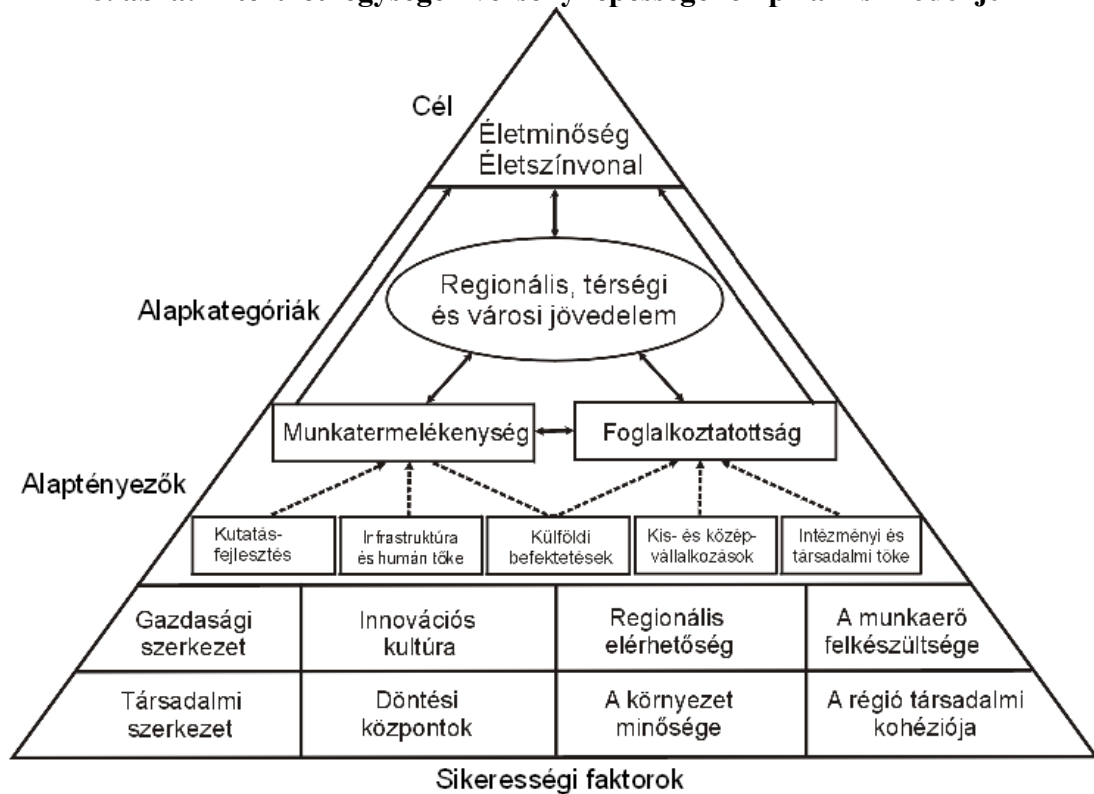 Cél
Életminőség
Életszínvonal
Alapkategóriák
Regionális, térségi
és városi jövedelem
Munkatermelékenység
Foglalkoztatottság
Alaptényezők
Kutatás-
fejlesztés
Infrastruktúra
és humán tőke
Külföldi
befektetések
Kis- és közép-
vállalkozások
Intézményi és
társadalmi tőke
Gazdasági
szerkezet
Innovációs
kultúra
Regionális
elérhetőség
A munkaerő
felkészültsége
Társadalmi
szerkezet
Döntési
központok
A környezet
minősége
A régió társadalmi
kohéziója
Sikerességi faktorok